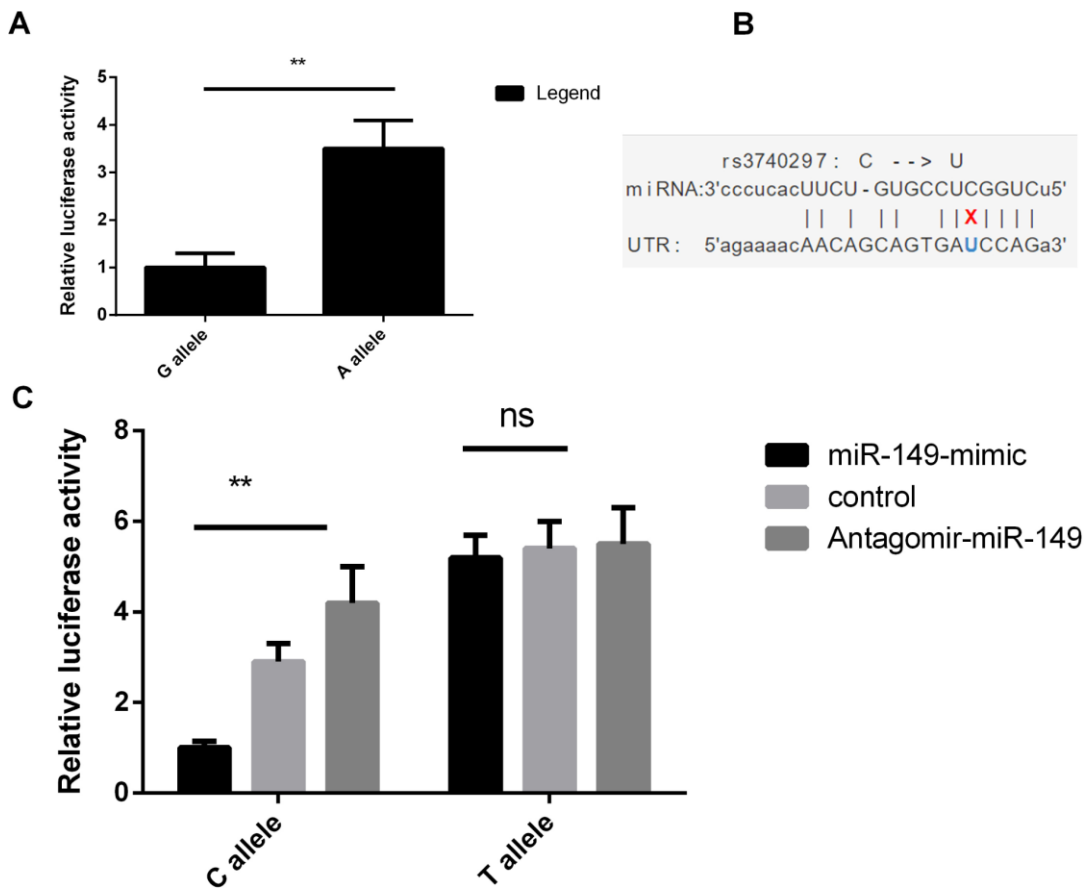 A
**
Relative luciferase activity
5
4
3
2
1
0
G allele
A allele
Legend
B
rs3740297: C --> U
miRNA:3'cccucacUUCU-GUGCCUCGGUCu5'
|| | || ||X||||
UTR: 5'agaaaacAACAGCAGTGAUCCAGa3'
C
**
ns
Relative luciferase activity
8
6
4
2
0
C allele
T allele
miR-149-mimic
control
Antagomir-miR-149